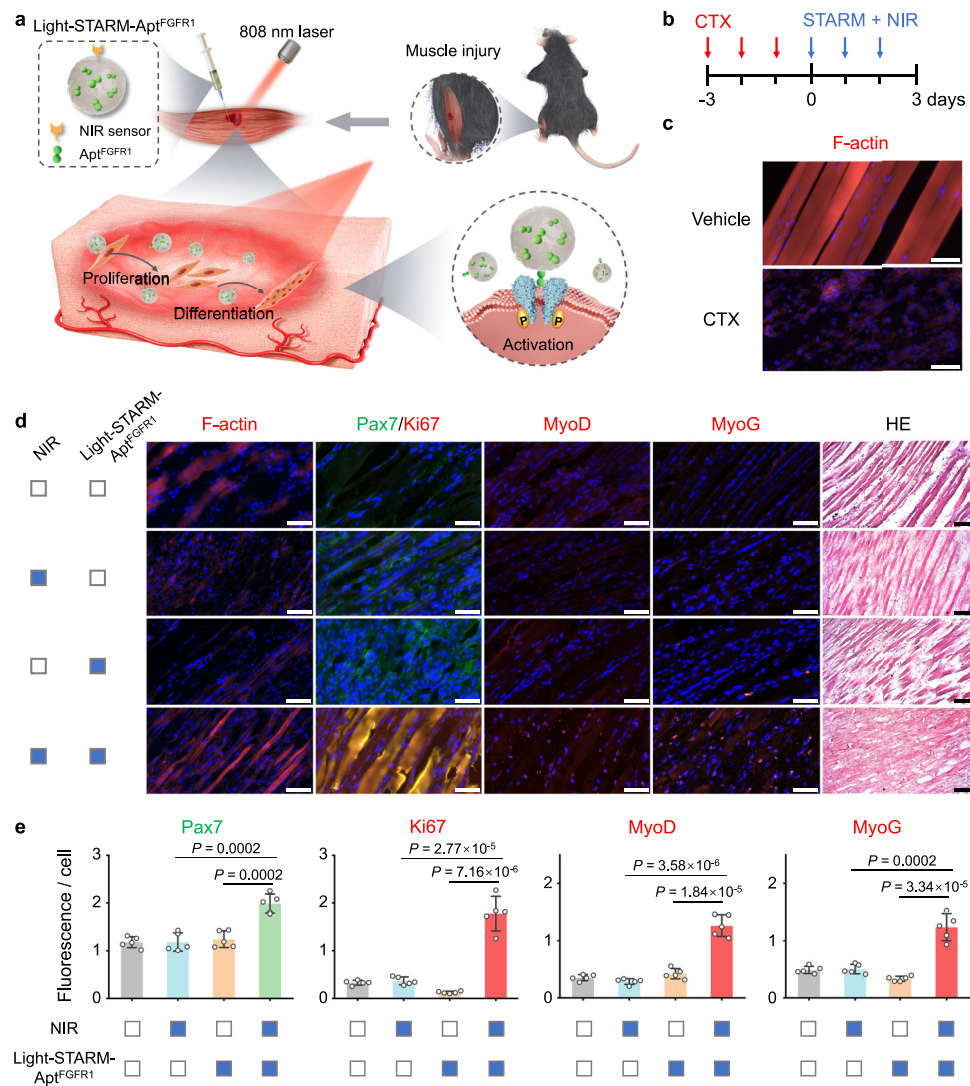 a
Light-STARM-Apt^FGFR1
808 nm laser
Muscle injury
NIR sensor
Apt^FGFR1
Proliferation
Differentiation
P
P
Activation
b
CTX
STARM + NIR
-3
0
3 days
c
F-actin
Vehicle
CTX
d
NIR
Light-STARM-
Apt^FGFR1
F-actin
Pax7/Ki67
MyoD
MyoG
HE
e
Pax7
Ki67
MyoD
MyoG
Fluorescence / cell
3
2
1
0
P = 0.0002
P = 0.0002
3
2
1
0
P = 2.77×10^-5
P = 7.16×10^-6
2
1
0
P = 3.58×10^-6
P = 1.84×10^-5
2
1
0
P = 0.0002
P = 3.34×10^-5
NIR
Light-STARM-
Apt^FGFR1